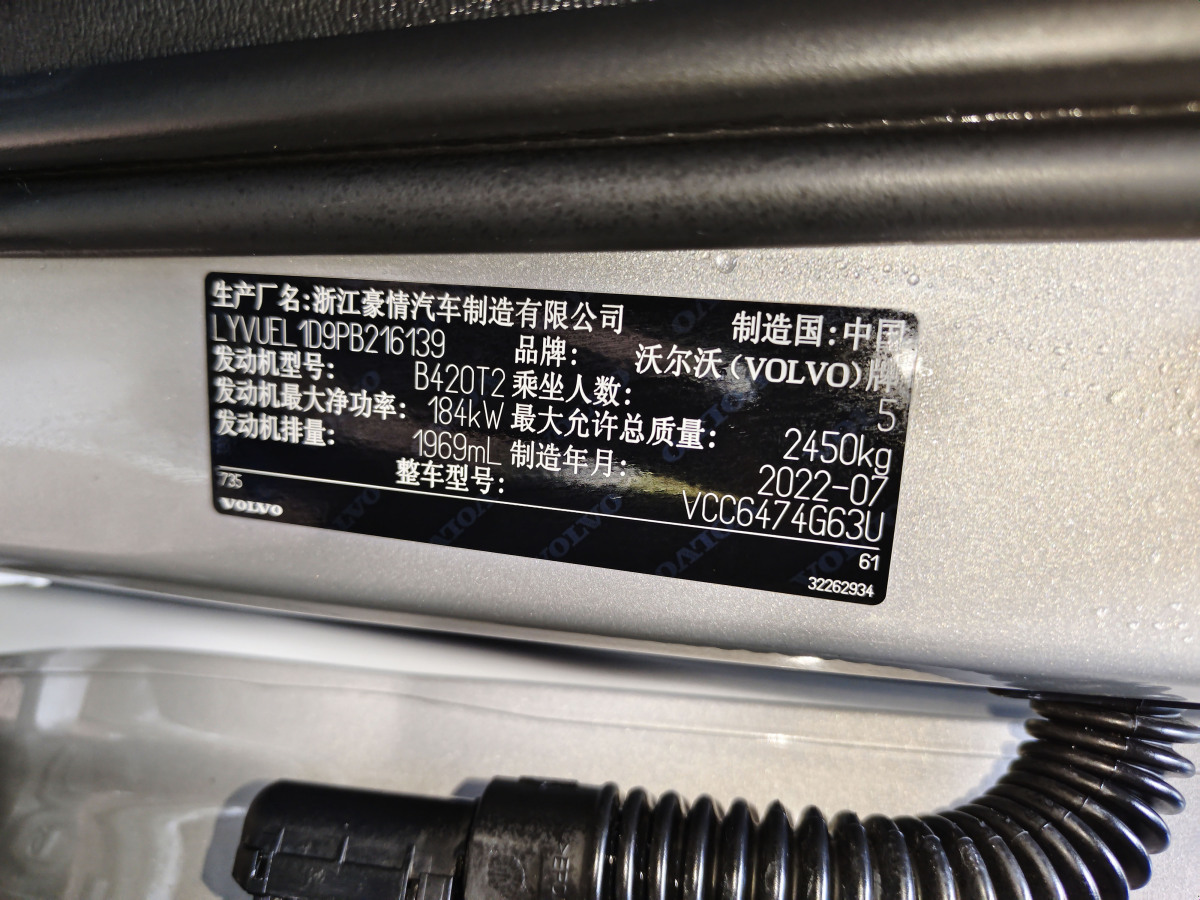 生产厂名:浙江豪情汽车制造有限公司 制造国:中国
LYVUEL1D9PB216139 品牌: 沃尔沃(VOLVO)牌
发动机型号: B420T2 乘坐人数: 5
发动机最大净功率: 184kW 最大允许总质量: 2450kg
发动机排量: 1969mL 制造年月: 2022-07
整车型号: VCC6474G63U
735 61
VOLVO 32262934